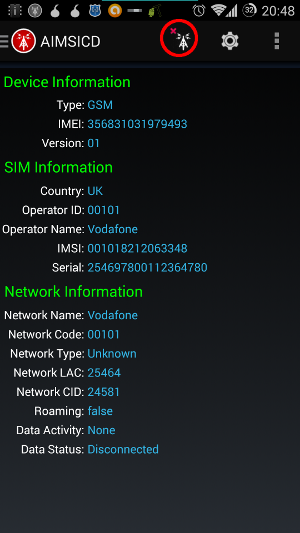 32 20:48
AIMSICD
Device Information
Type: GSM
IMEI: 356831031979493
Version: 01
SIM Information
Country: UK
Operator ID: 00101
Operator Name: Vodafone
IMSI: 001018212063348
Serial: 254697800112364780
Network Information
Network Name: Vodafone
Network Code: 00101
Network Type: Unknown
Network LAC: 25464
Network CID: 24581
Roaming: false
Data Activity: None
Data Status: Disconnected